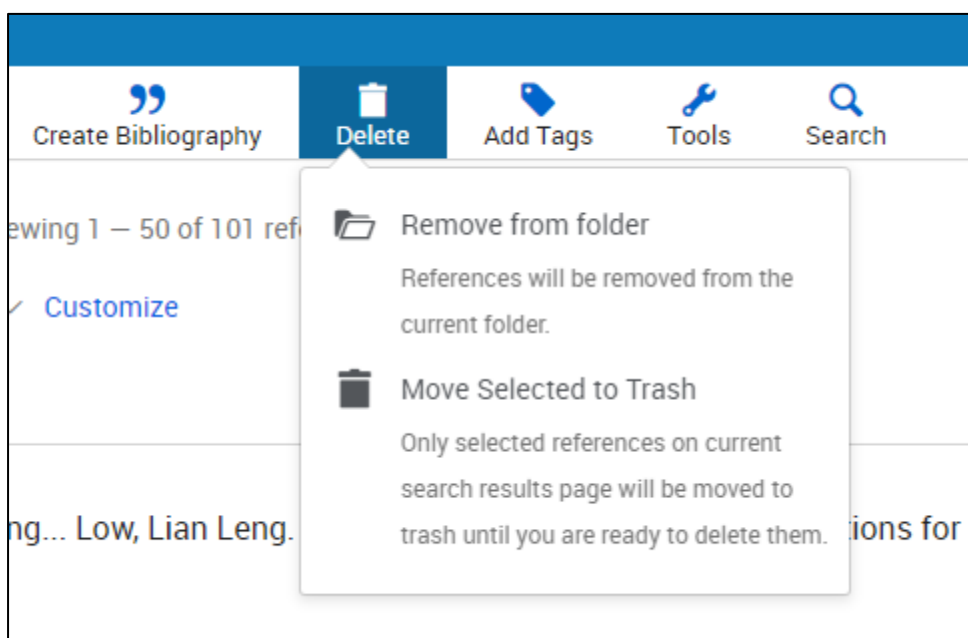 Create Bibliography Delete Add Tags Tools Search
ewing 1 — 50 of 101 ref
Customize
Remove from folder
References will be removed from the
current folder.
Move Selected to Trash
Only selected references on current
search results page will be moved to
trash until you are ready to delete them.
ng... Low, Lian Leng. ions for